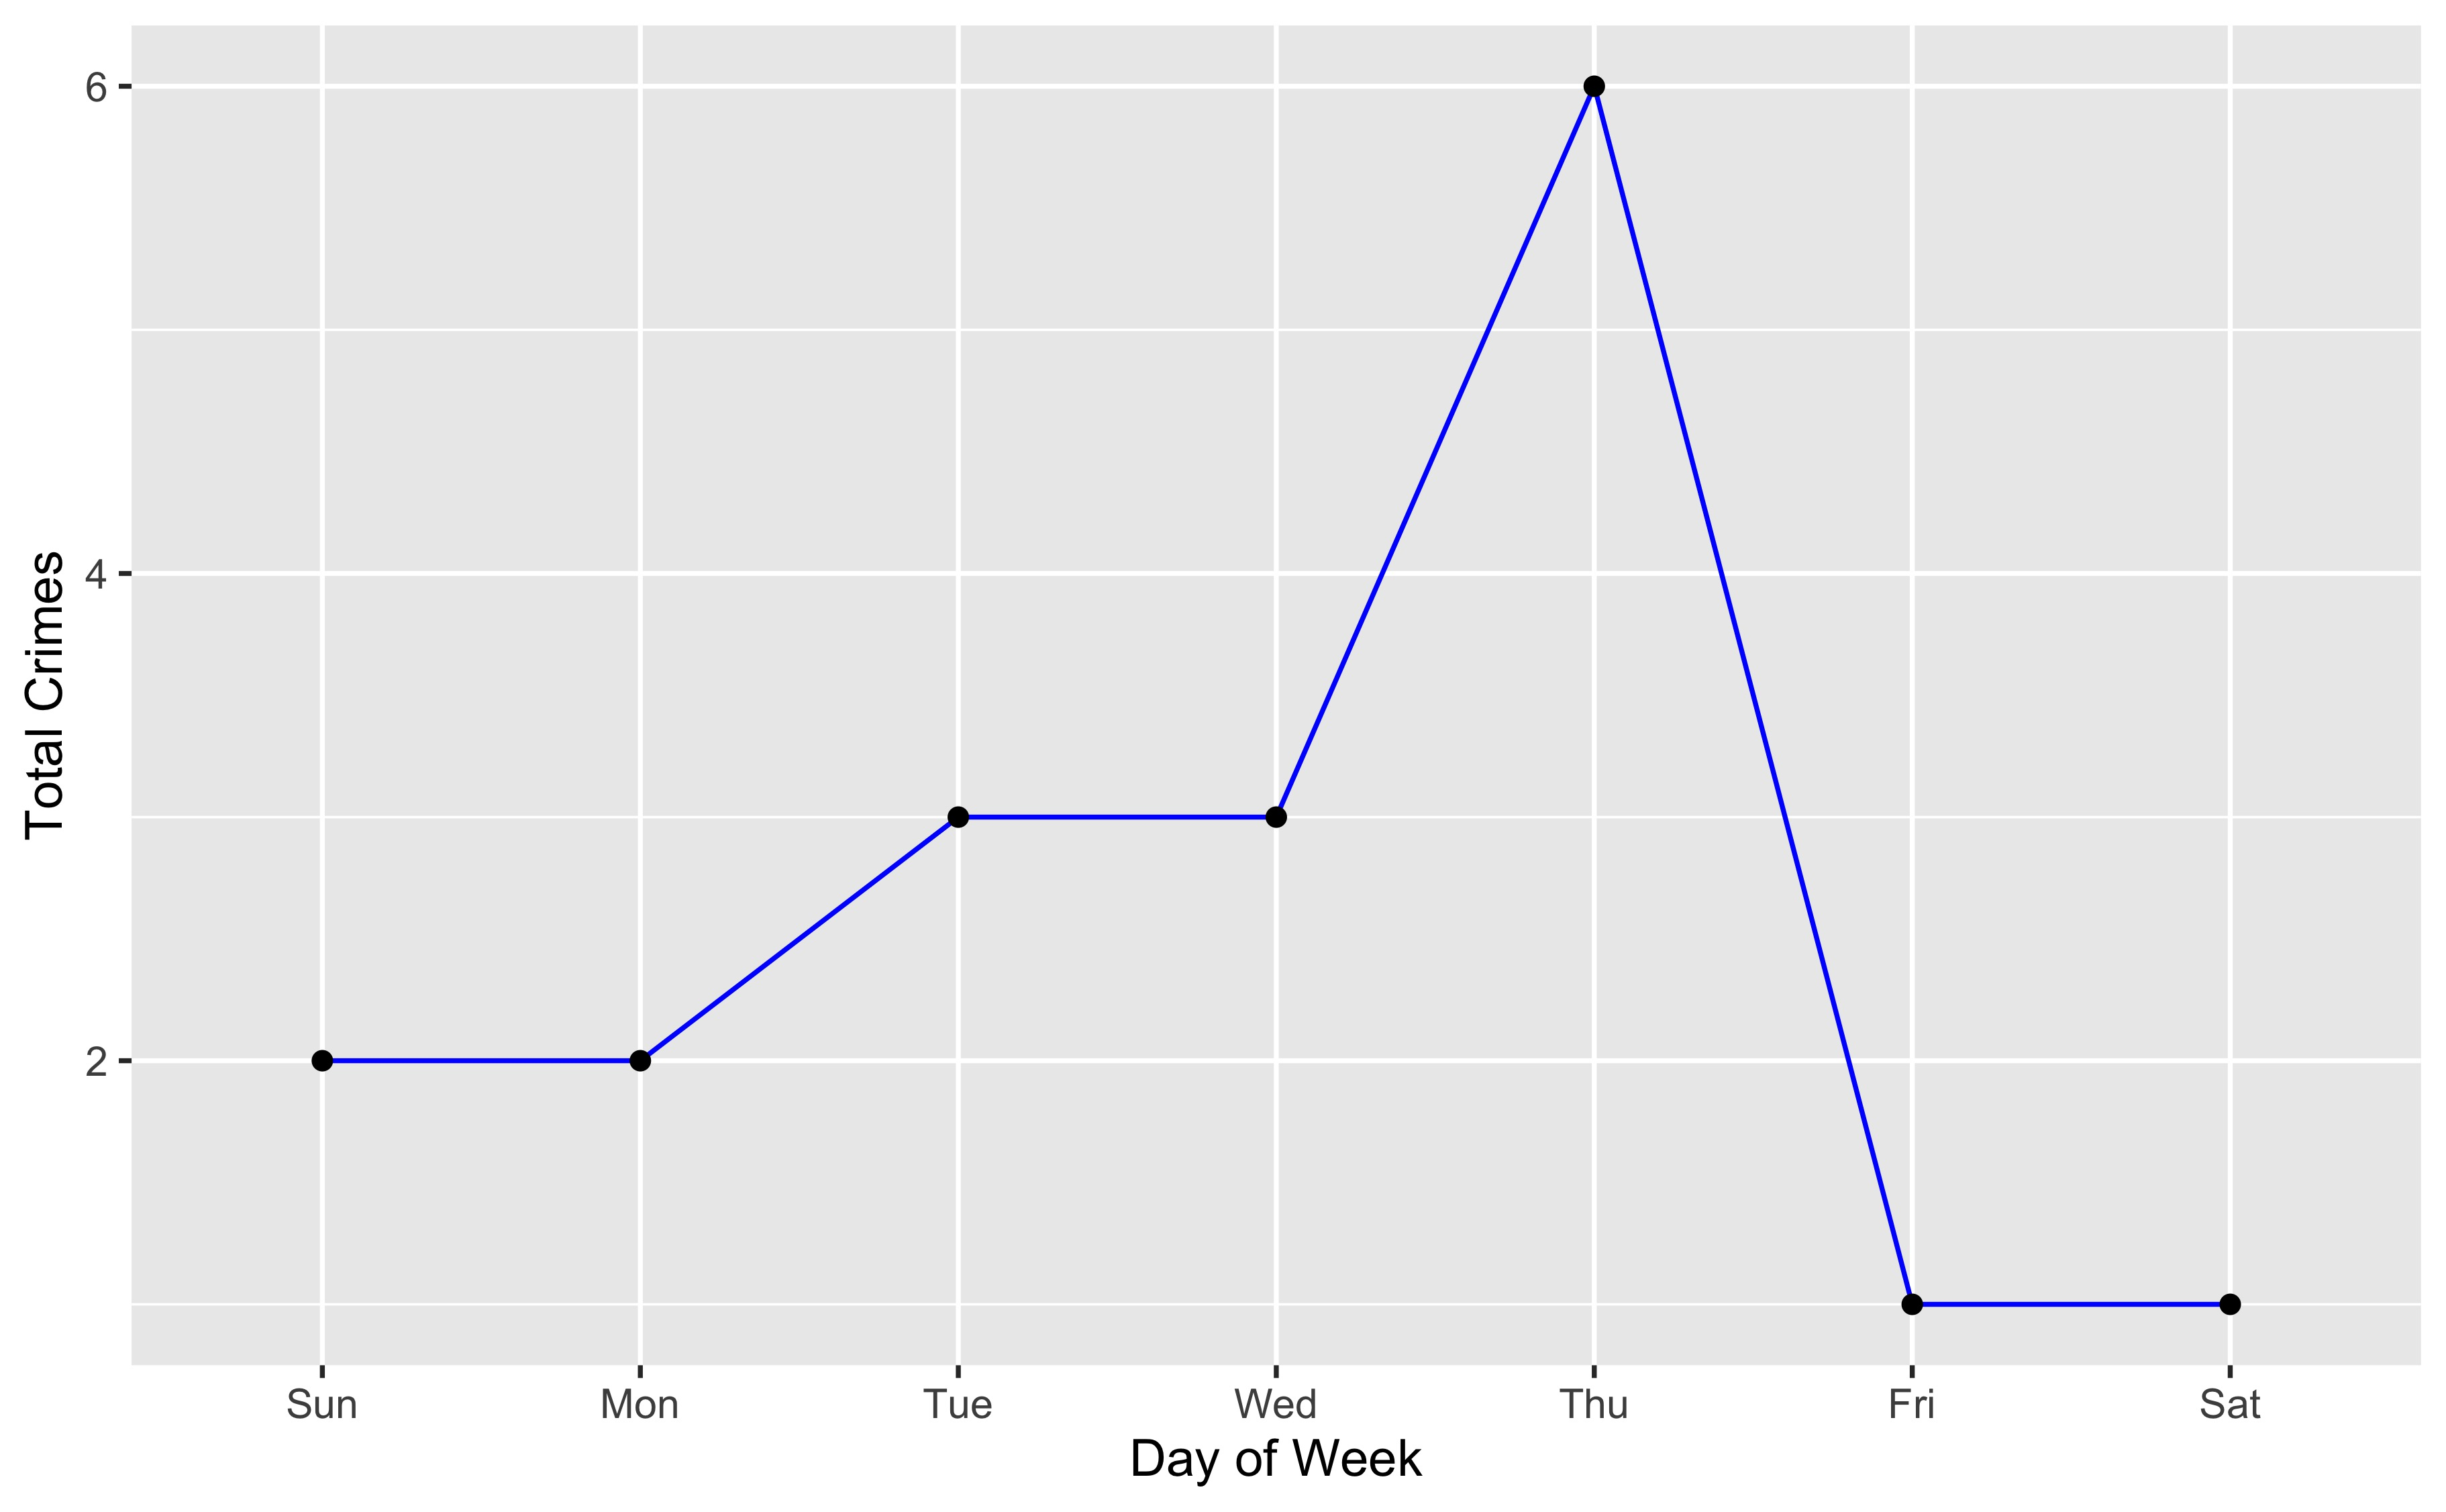 6
4
2
Total Crimes
Sun Mon Tue Wed Thu Fri Sat
Day of Week